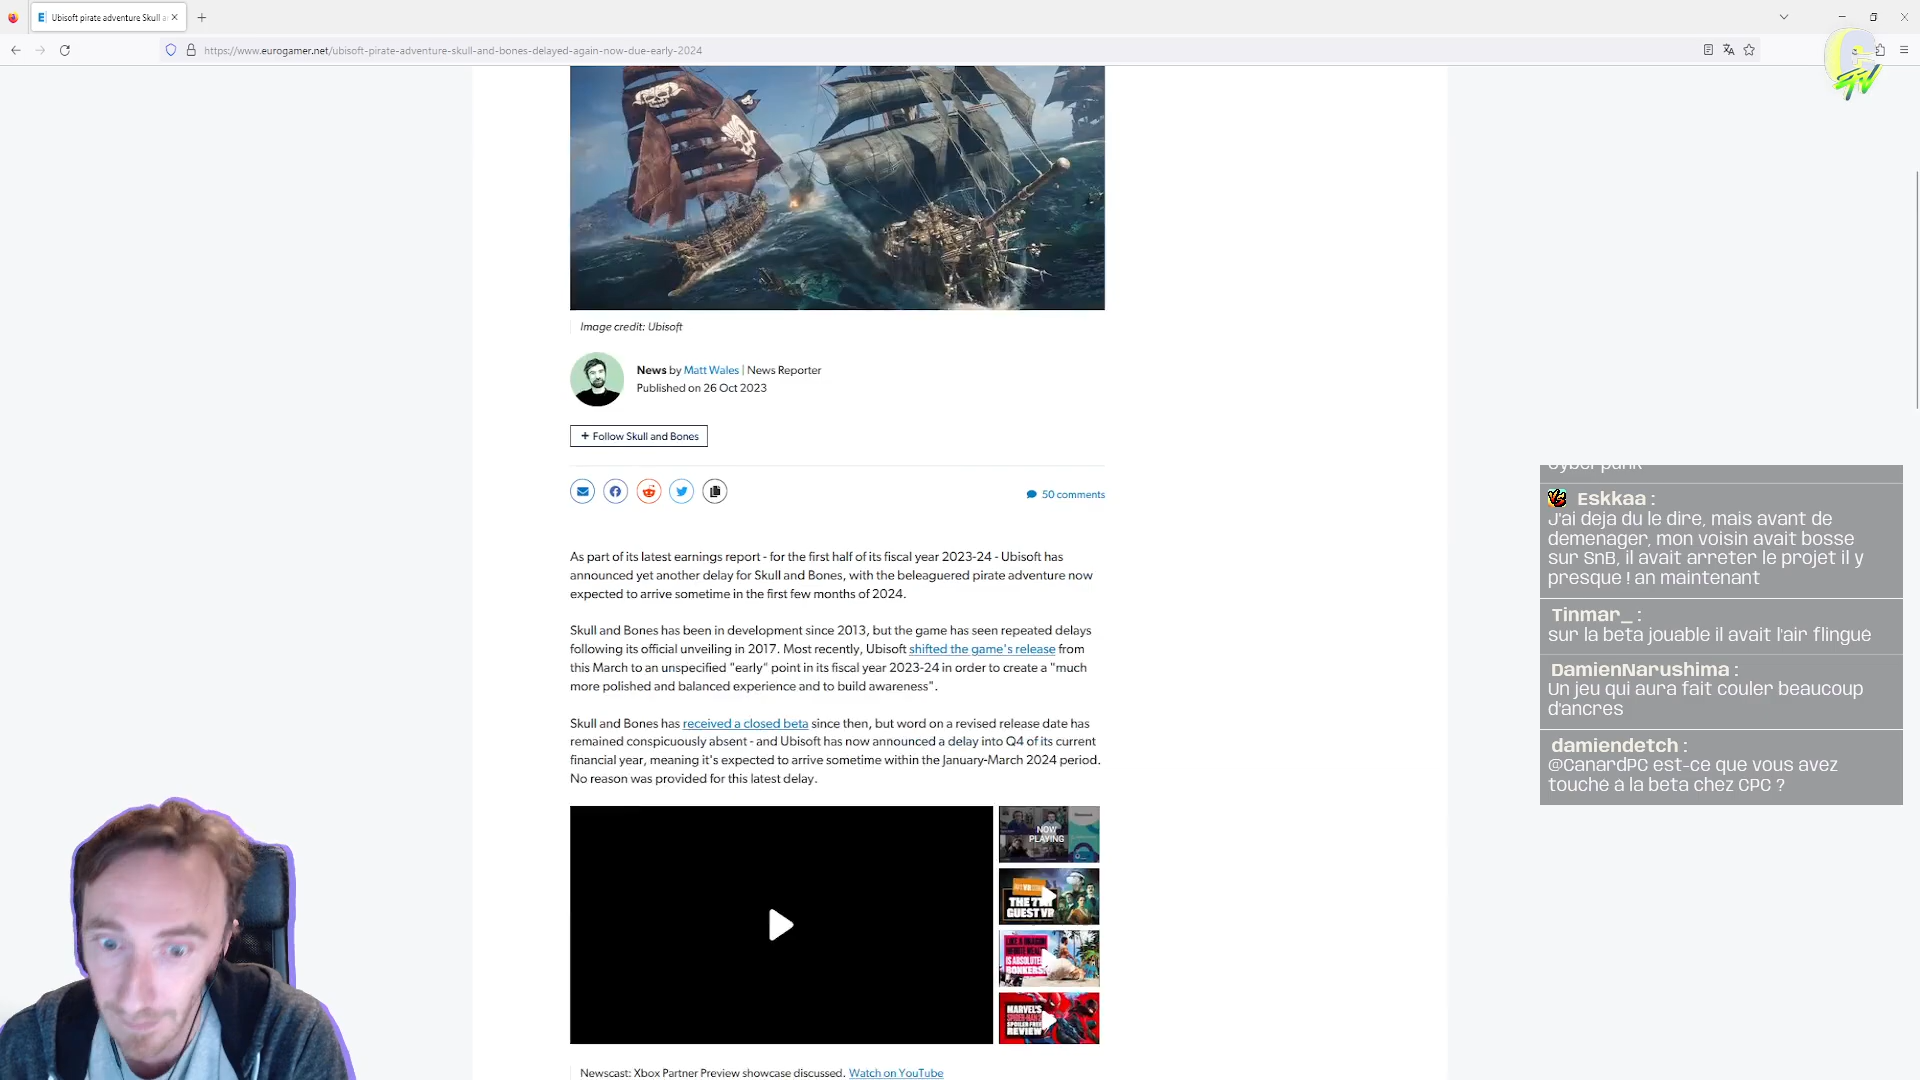 Ubisoft pirate adventure Skull a
https://www.eurogamer.net/ubisoft-pirate-adventure-skull-and-bones-delayed-again-now-due-early-2024
Image credit: Ubisoft
News by Matt Wales | News Reporter
Published on 26 Oct 2023
+ Follow Skull and Bones
50 comments
As part of its latest earnings report - for the first half of its fiscal year 2023-24 - Ubisoft has
announced yet another delay for Skull and Bones, with the beleaguered pirate adventure now
expected to arrive sometime in the first few months of 2024.
Skull and Bones has been in development since 2013, but the game has seen repeated delays
following its official unveiling in 2017. Most recently, Ubisoft shifted the game's release from
this March to an unspecified "early" point in its fiscal year 2023-24 in order to create a "much
more polished and balanced experience and to build awareness".
Skull and Bones has received a closed beta since then, but word on a revised release date has
remained conspicuously absent - and Ubisoft has now announced a delay into Q4 of its current
financial year, meaning it's expected to arrive sometime within the January-March 2024 period.
No reason was provided for this latest delay.
NOW
PLAYING
THE 7TH
GUEST VR
IS ABSOLUTE
BONKERS!
MARVEL'S
SPIDER-MAN 2
SPOILER FREE
REVIEW
Newscast: Xbox Partner Preview showcase discussed. Watch on YouTube
TV
Cyberpunk
Eskkaa :
J'ai deja du le dire, mais avant de
demenager, mon voisin avait bosse
sur SnB, il avait arreter le projet il y
presque ! an maintenant
Tinmar_ :
sur la beta jouable il avait l'air flingué
DamienNarushima :
Un jeu qui aura fait couler beaucoup
d'ancres
damiendetch :
@CanardPC est-ce que vous avez
touché à la beta chez CPC ?